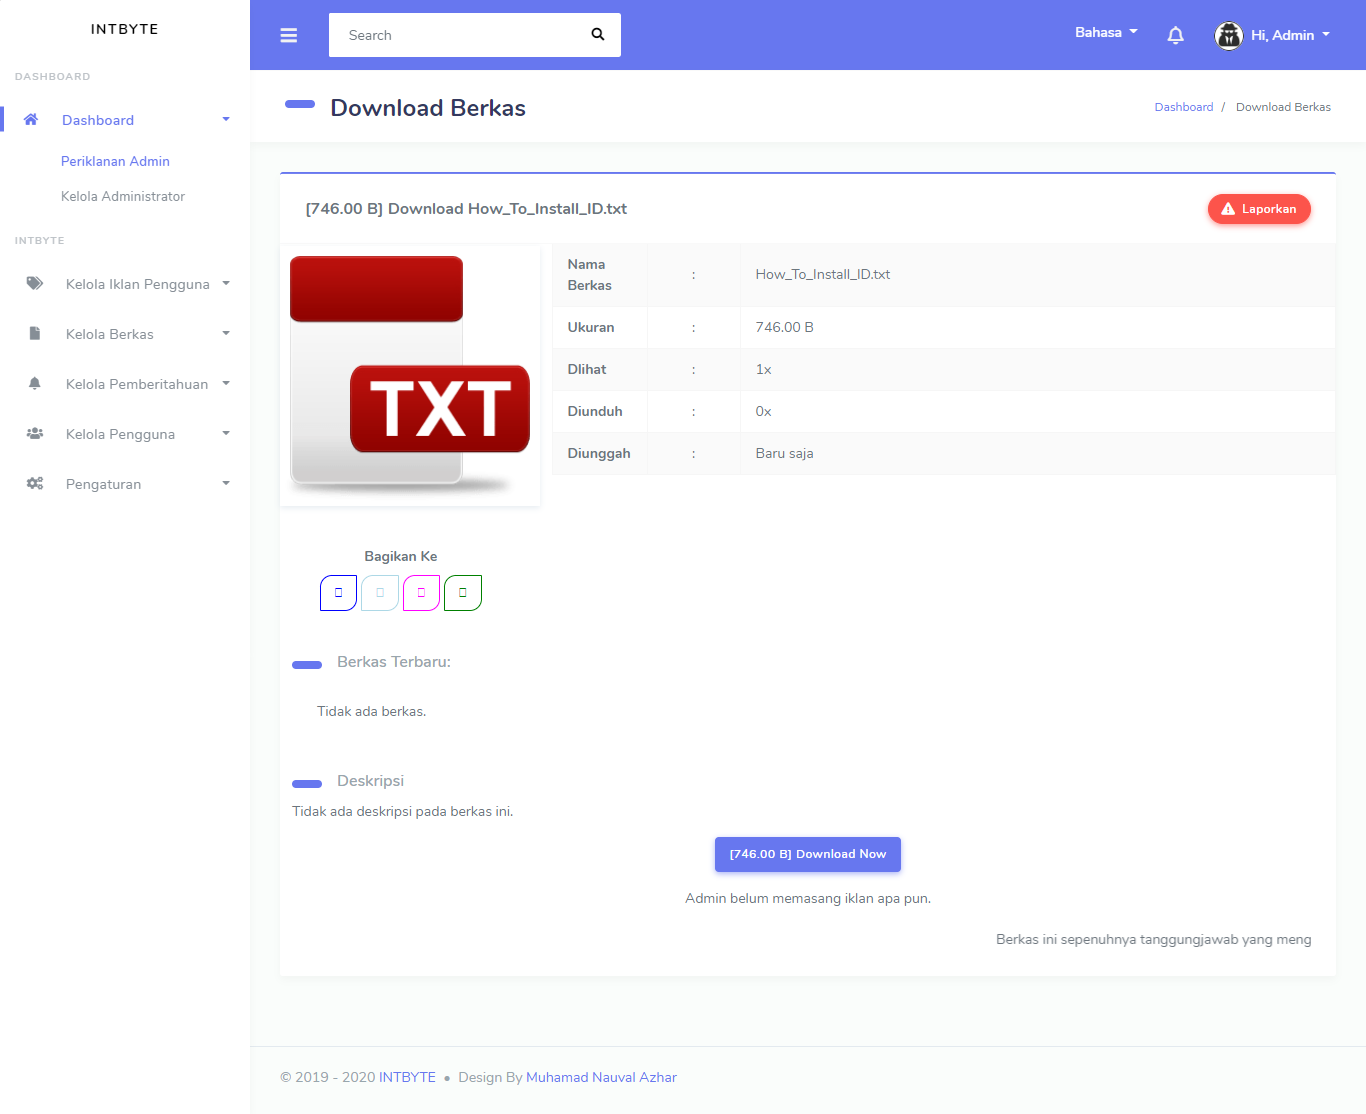 INTBYTE
DASHBOARD
Dashboard
Periklanan Admin
Kelola Administrator
INTBYTE
Kelola Iklan Pengguna
Kelola Berkas
Kelola Pemberitahuan
Kelola Pengguna
Pengaturan
Search
Bahasa
Hi, Admin
Download Berkas
Dashboard / Download Berkas
[746.00 B] Download How_To_Install_ID.txt
Laporkan
TXT
Nama Berkas : How_To_Install_ID.txt
Ukuran : 746.00 B
Dlihat : 1x
Diunduh : 0x
Diunggah : Baru saja
Bagikan Ke
Berkas Terbaru:
Tidak ada berkas.
Deskripsi
Tidak ada deskripsi pada berkas ini.
[746.00 B] Download Now
Admin belum memasang iklan apa pun.
Berkas ini sepenuhnya tanggungjawab yang meng
© 2019 - 2020 INTBYTE • Design By Muhamad Nauval Azhar